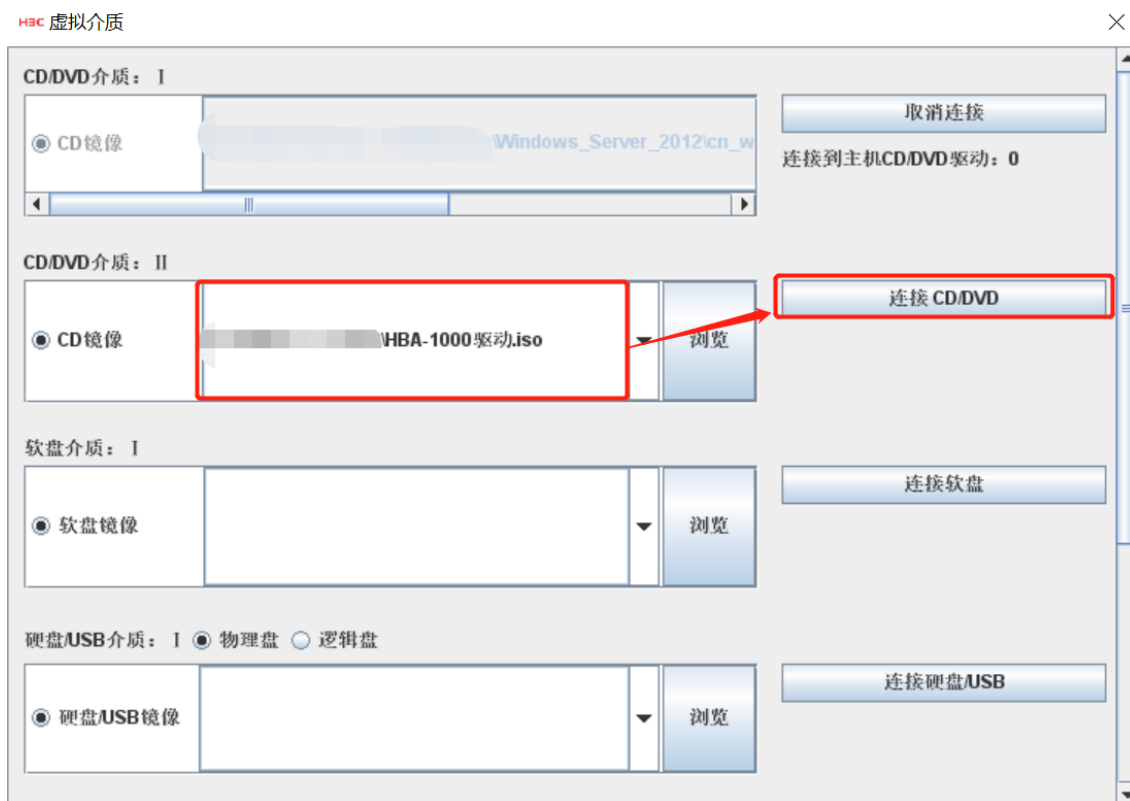 H3C 虚拟介质
CD/DVD介质： I
CD镜像
\Windows_Server_2012\cn_w
取消连接
连接到主机CD/DVD驱动：0
CD/DVD介质： II
CD镜像
\HBA-1000驱动.iso
浏览
连接 CD/DVD
软盘介质： I
软盘镜像
浏览
连接软盘
硬盘/USB介质： I 物理盘 逻辑盘
硬盘/USB镜像
浏览
连接硬盘/USB